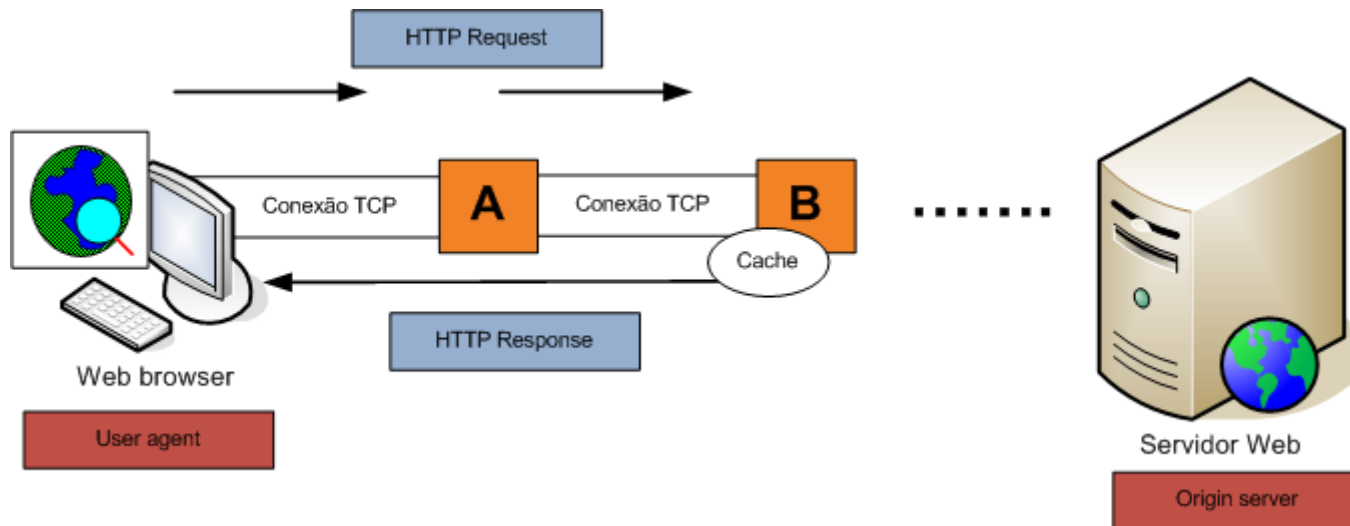 HTTP Request
Conexão TCP
A
Conexão TCP
B
Cache
HTTP Response
Web browser
User agent
Servidor Web
Origin server